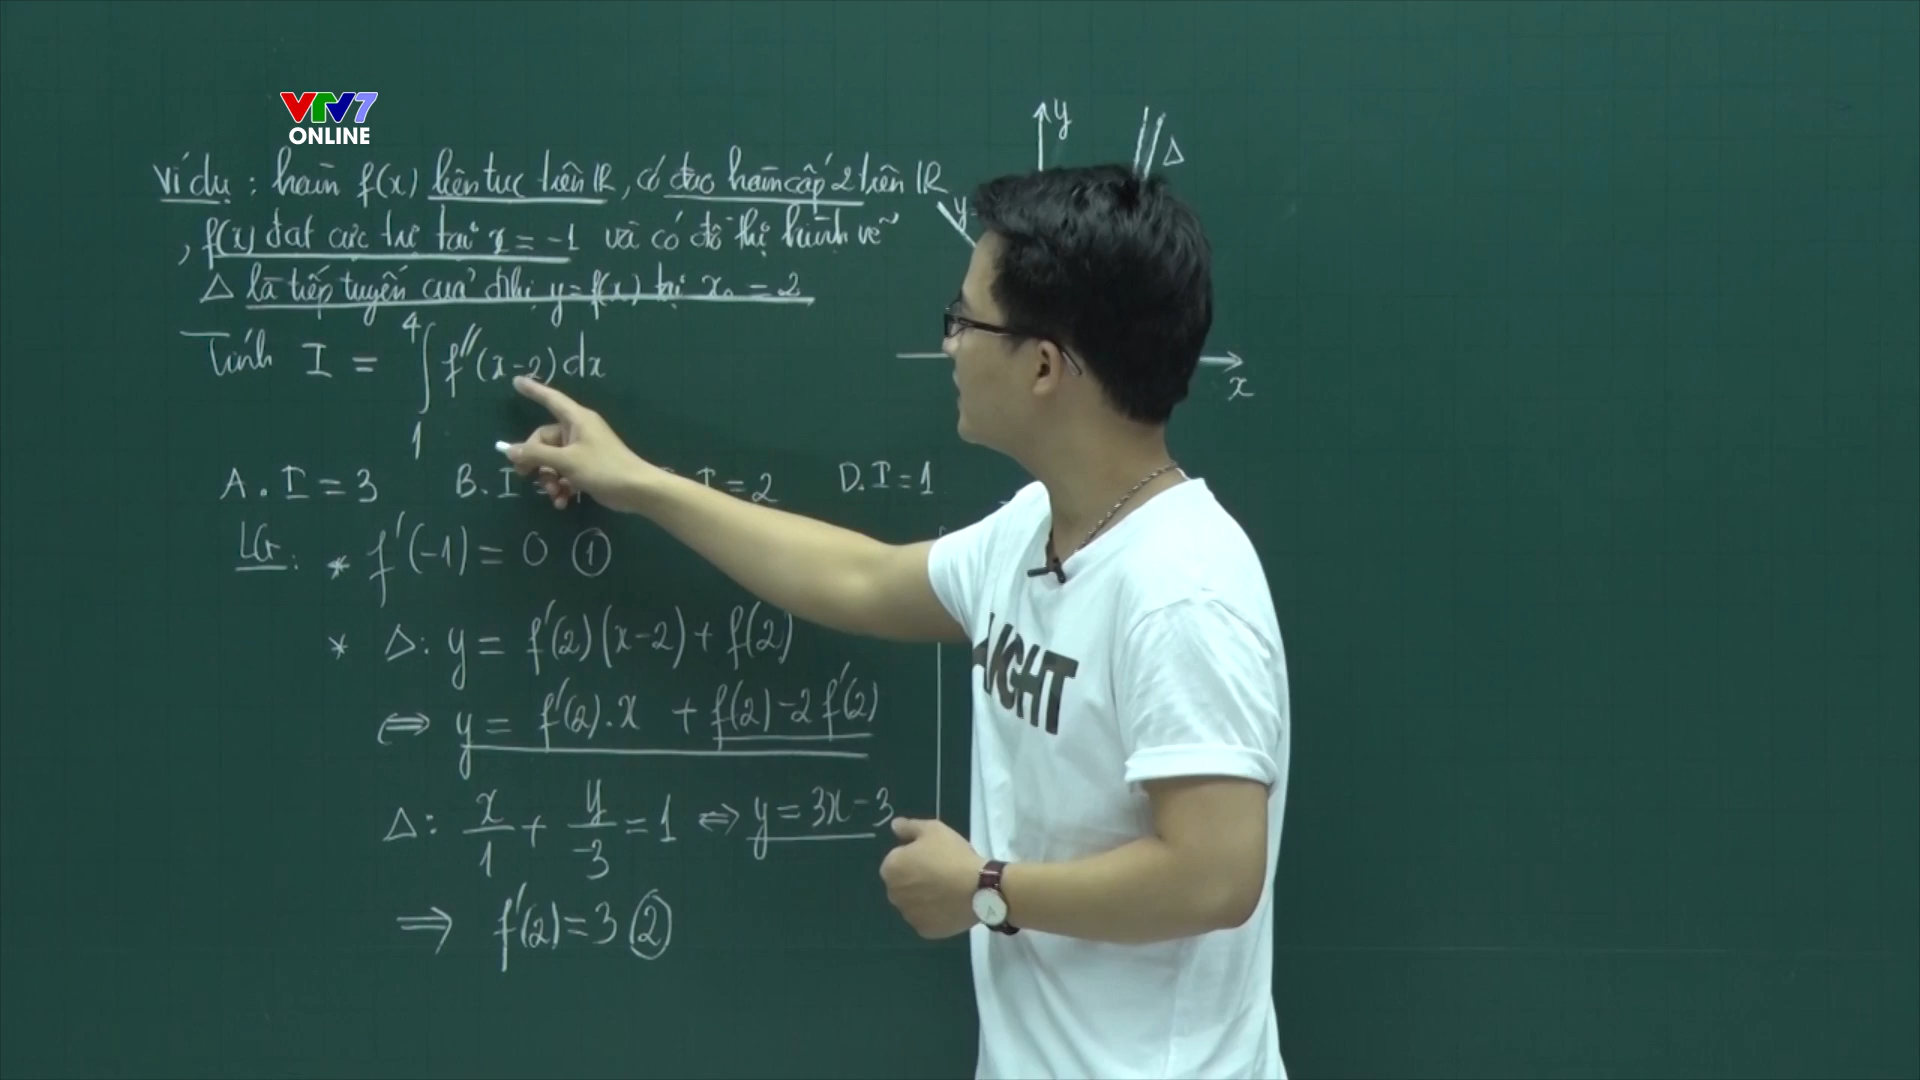 VTV7
ONLINE
Ví dụ : hàm f(x) liên tục trên R, có đạo hàm cấp 2 trên R
, f(x) đạt cực trị tại x = -1 và có đồ thị hình vẽ
Δ là tiếp tuyến của đthị y = f(x) tại x₀ = 2
Tính I = ∫₁⁴ f''(x-2) dx
A. I = 3 B. I = I = 2 D. I = 1
LG: * f'(-1) = 0 ①
* Δ: y = f'(2)(x-2) + f(2)
⇔ y = f'(2).x + f(2) - 2f'(2)
Δ: x/1 + y/-3 = 1 ⇔ y = 3x - 3
⇒ f'(2) = 3 ②
y
Δ
y
x